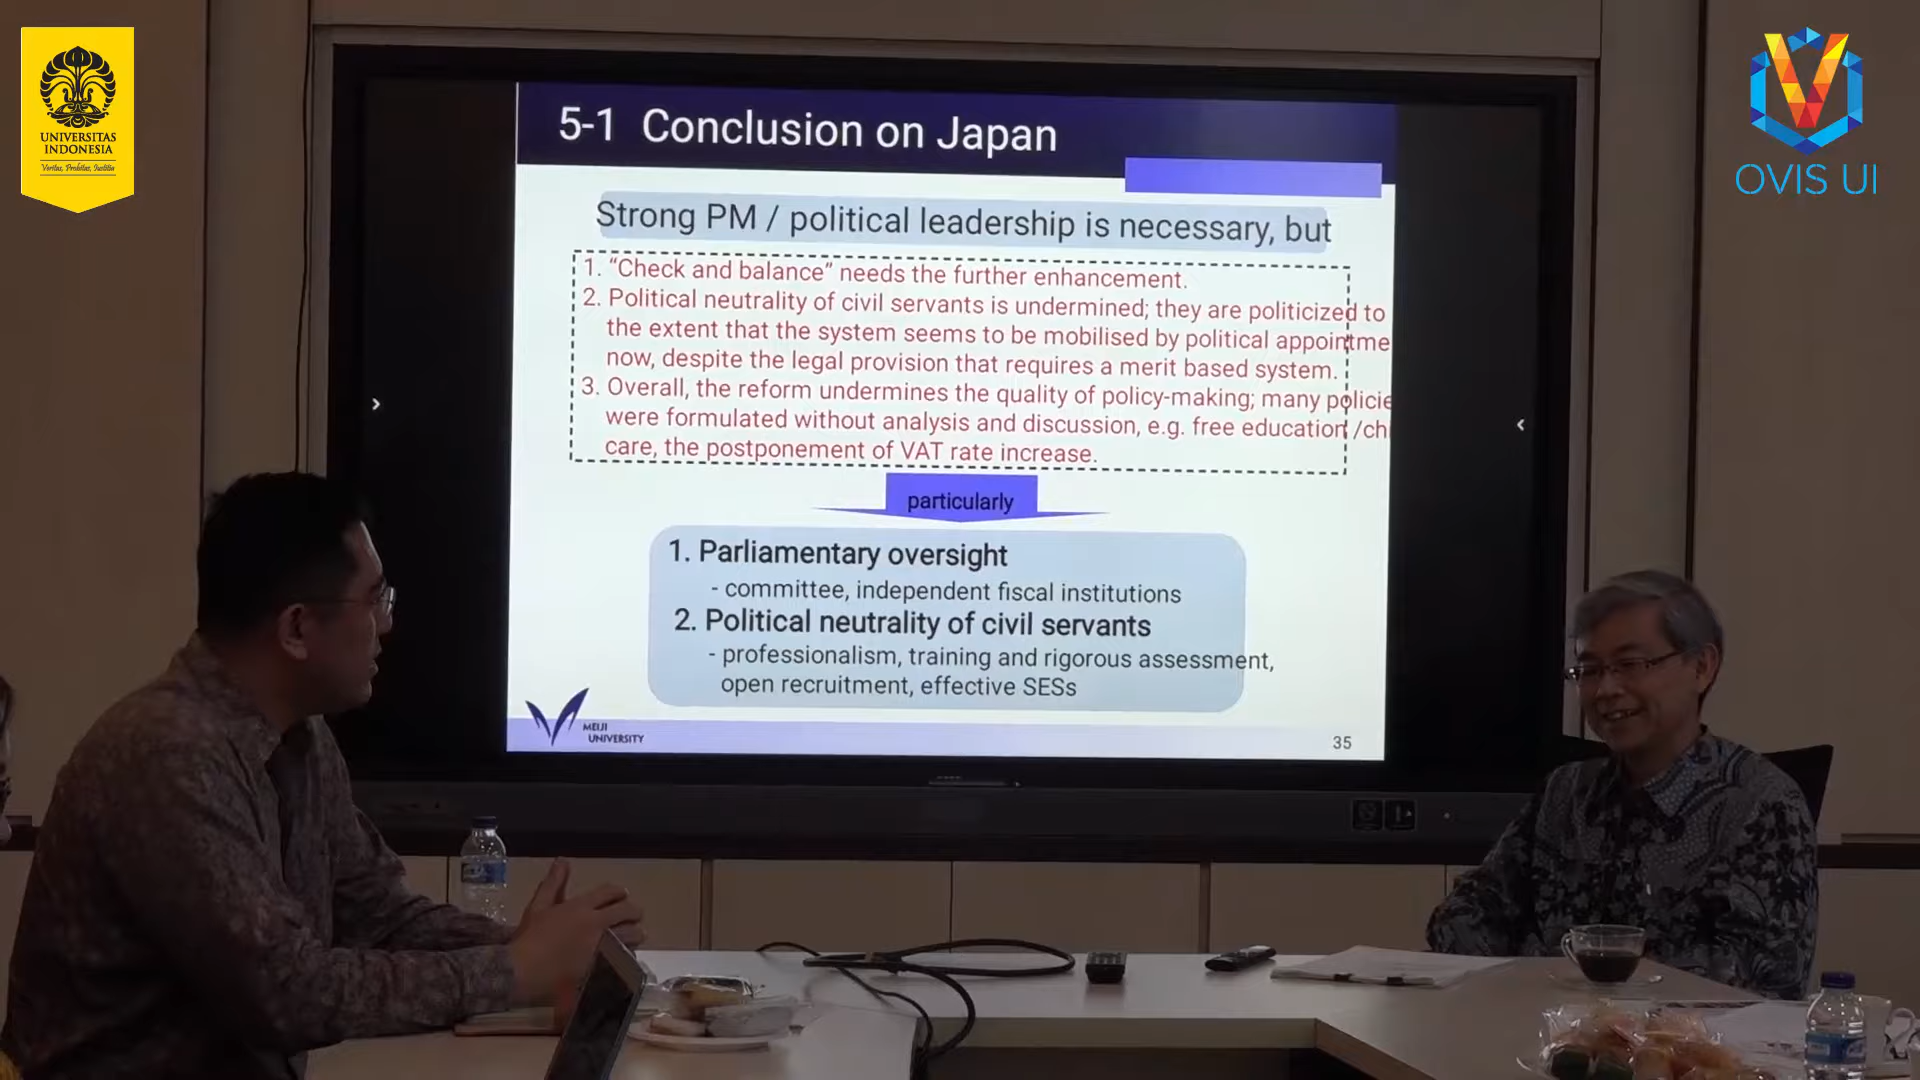 UNIVERSITAS
INDONESIA
Veritas, Probitas, Iustitia
OVIS UI
5-1 Conclusion on Japan
Strong PM / political leadership is necessary, but
1. “Check and balance” needs the further enhancement.
2. Political neutrality of civil servants is undermined; they are politicized to
the extent that the system seems to be mobilised by political appointme
now, despite the legal provision that requires a merit based system.
3. Overall, the reform undermines the quality of policy-making; many policie
were formulated without analysis and discussion, e.g. free education /chi
care, the postponement of VAT rate increase.
particularly
1. Parliamentary oversight
- committee, independent fiscal institutions
2. Political neutrality of civil servants
- professionalism, training and rigorous assessment,
open recruitment, effective SESs
MEIJI
UNIVERSITY
35